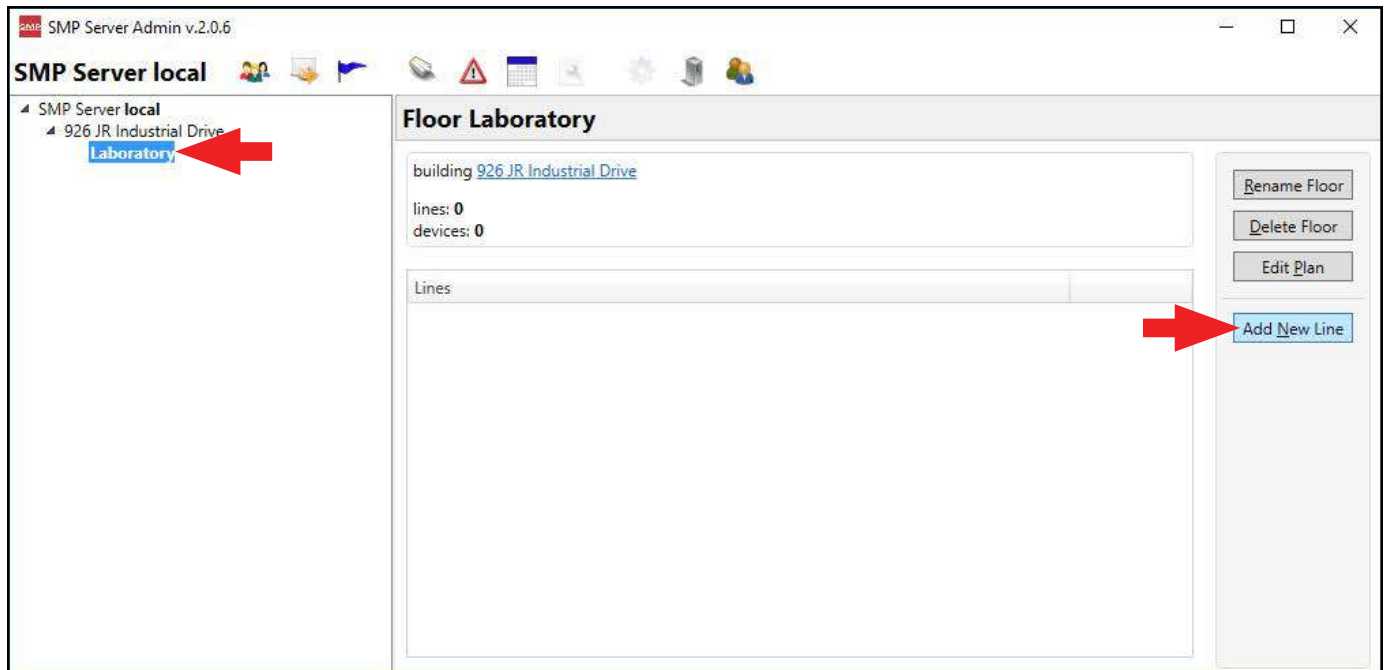 SMP SMP Server Admin v.2.0.6
SMP Server local
SMP Server local
926 JR Industrial Drive
Laboratory
Floor Laboratory
building 926 JR Industrial Drive
lines: 0
devices: 0
Lines
Rename Floor
Delete Floor
Edit Plan
Add New Line